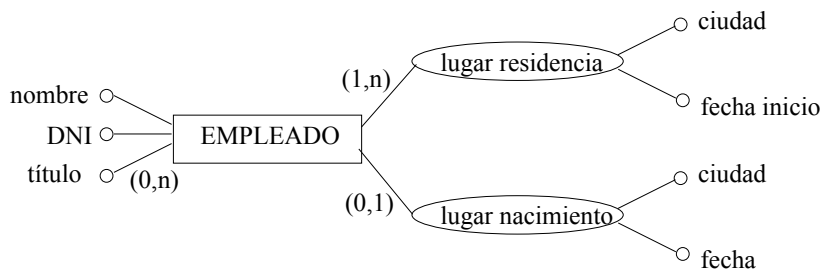 nombre
DNI
título
(0,n)
EMPLEADO
(1,n)
lugar residencia
ciudad
fecha inicio
(0,1)
lugar nacimiento
ciudad
fecha